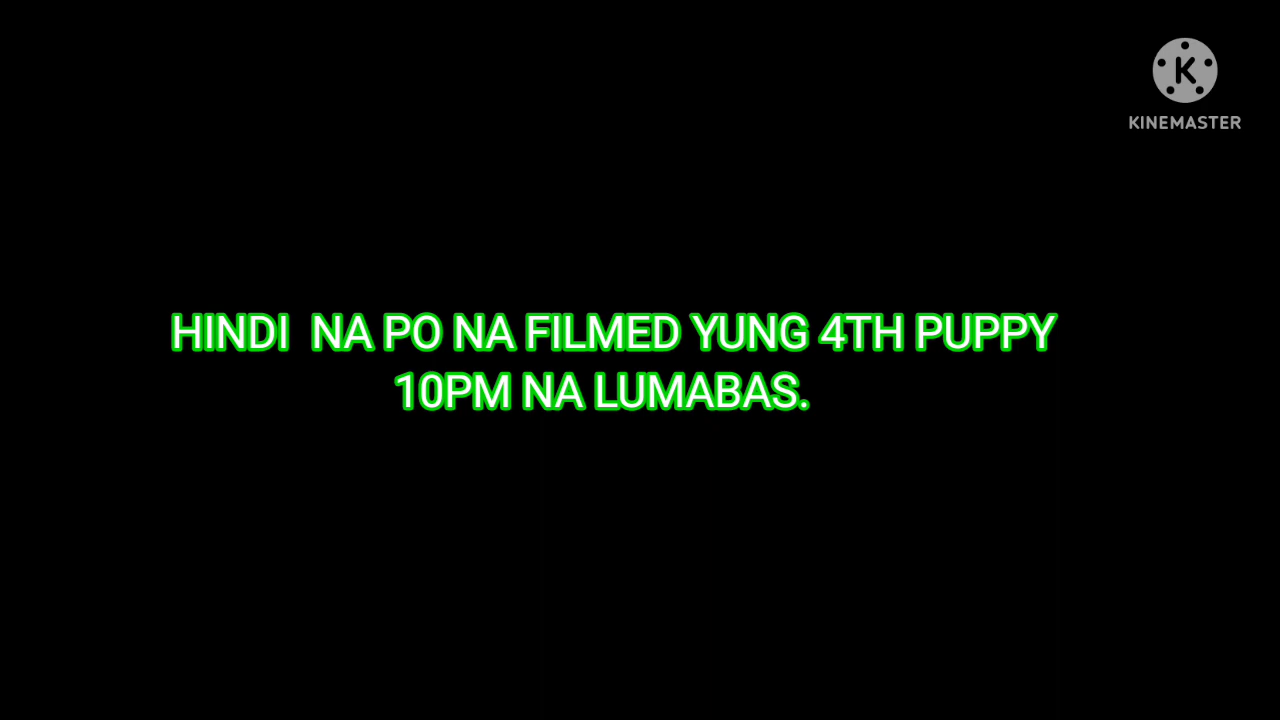 KINEMASTER
HINDI NA PO NA FILMED YUNG 4TH PUPPY
10PM NA LUMABAS.